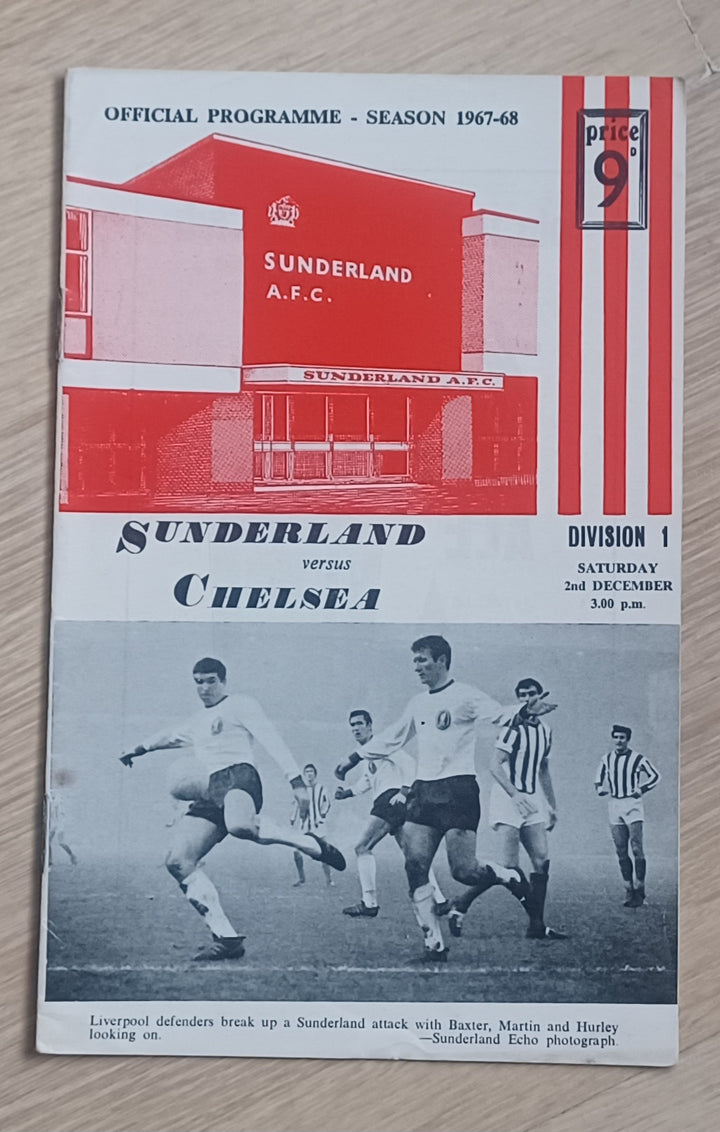 OFFICIAL PROGRAMME - SEASON 1967-68
price
9D
SUNDERLAND
A.F.C.
SUNDERLAND A.F.C.
SUNDERLAND
versus
CHELSEA
DIVISION 1
SATURDAY
2nd DECEMBER
3.00 p.m.
Liverpool defenders break up a Sunderland attack with Baxter, Martin and Hurley
looking on. —Sunderland Echo photograph.